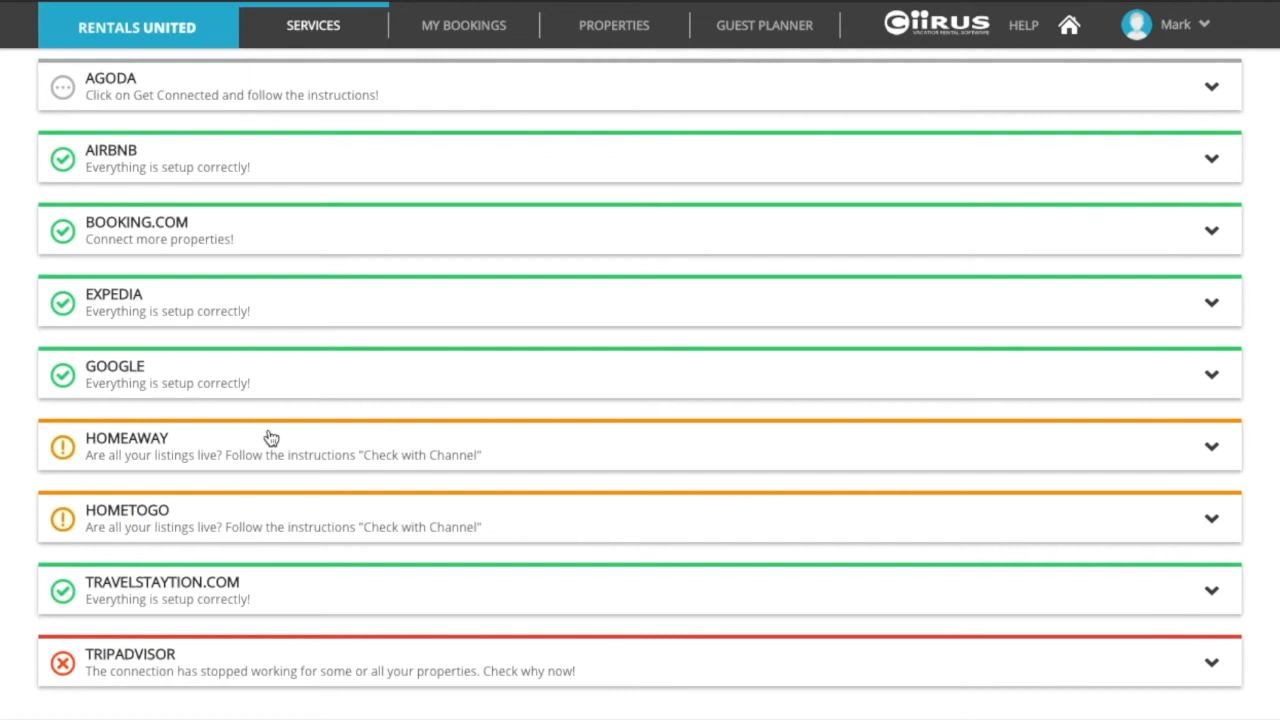 RENTALS UNITED
SERVICES
MY BOOKINGS
PROPERTIES
GUEST PLANNER
CiiRUS
VACATION RENTAL SOFTWARE
HELP
Mark
AGODA
Click on Get Connected and follow the instructions!
AIRBNB
Everything is setup correctly!
BOOKING.COM
Connect more properties!
EXPEDIA
Everything is setup correctly!
GOOGLE
Everything is setup correctly!
HOMEAWAY
Are all your listings live? Follow the instructions "Check with Channel"
HOMETOGO
Are all your listings live? Follow the instructions "Check with Channel"
TRAVELSTAYTION.COM
Everything is setup correctly!
TRIPADVISOR
The connection has stopped working for some or all your properties. Check why now!